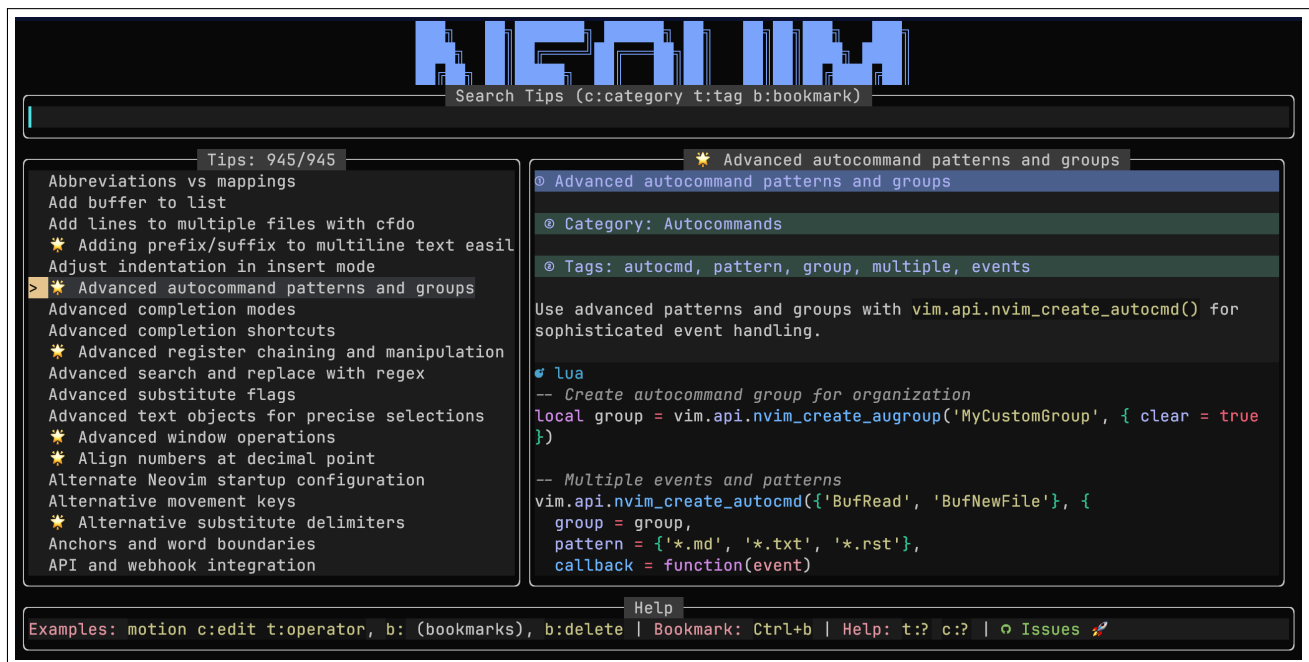 Search Tips (c:category t:tag b:bookmark)
Tips: 945/945
Abbreviations vs mappings
Add buffer to list
Add lines to multiple files with cfdo
🌟 Adding prefix/suffix to multiline text easil
Adjust indentation in insert mode
> 🌟 Advanced autocommand patterns and groups
Advanced completion modes
Advanced completion shortcuts
🌟 Advanced register chaining and manipulation
Advanced search and replace with regex
Advanced substitute flags
Advanced text objects for precise selections
🌟 Advanced window operations
🌟 Align numbers at decimal point
Alternate Neovim startup configuration
Alternative movement keys
🌟 Alternative substitute delimiters
Anchors and word boundaries
API and webhook integration
🌟 Advanced autocommand patterns and groups
① Advanced autocommand patterns and groups
② Category: Autocommands
② Tags: autocmd, pattern, group, multiple, events
Use advanced patterns and groups with vim.api.nvim_create_autocmd() for
sophisticated event handling.
lua
-- Create autocommand group for organization
local group = vim.api.nvim_create_augroup('MyCustomGroup', { clear = true
})
-- Multiple events and patterns
vim.api.nvim_create_autocmd({'BufRead', 'BufNewFile'}, {
group = group,
pattern = {'*.md', '*.txt', '*.rst'},
callback = function(event)
Help
Examples: motion c:edit t:operator, b: (bookmarks), b:delete | Bookmark: Ctrl+b | Help: t:? c:? | Issues 🚀